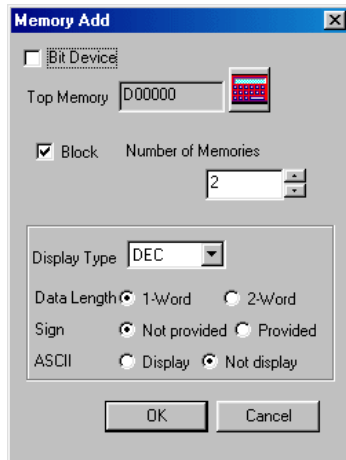 Memory Add
Bit Device
Top Memory D00000
Block Number of Memories
2
Display Type DEC
Data Length 1-Word 2-Word
Sign Not provided Provided
ASCII Display Not display
OK Cancel